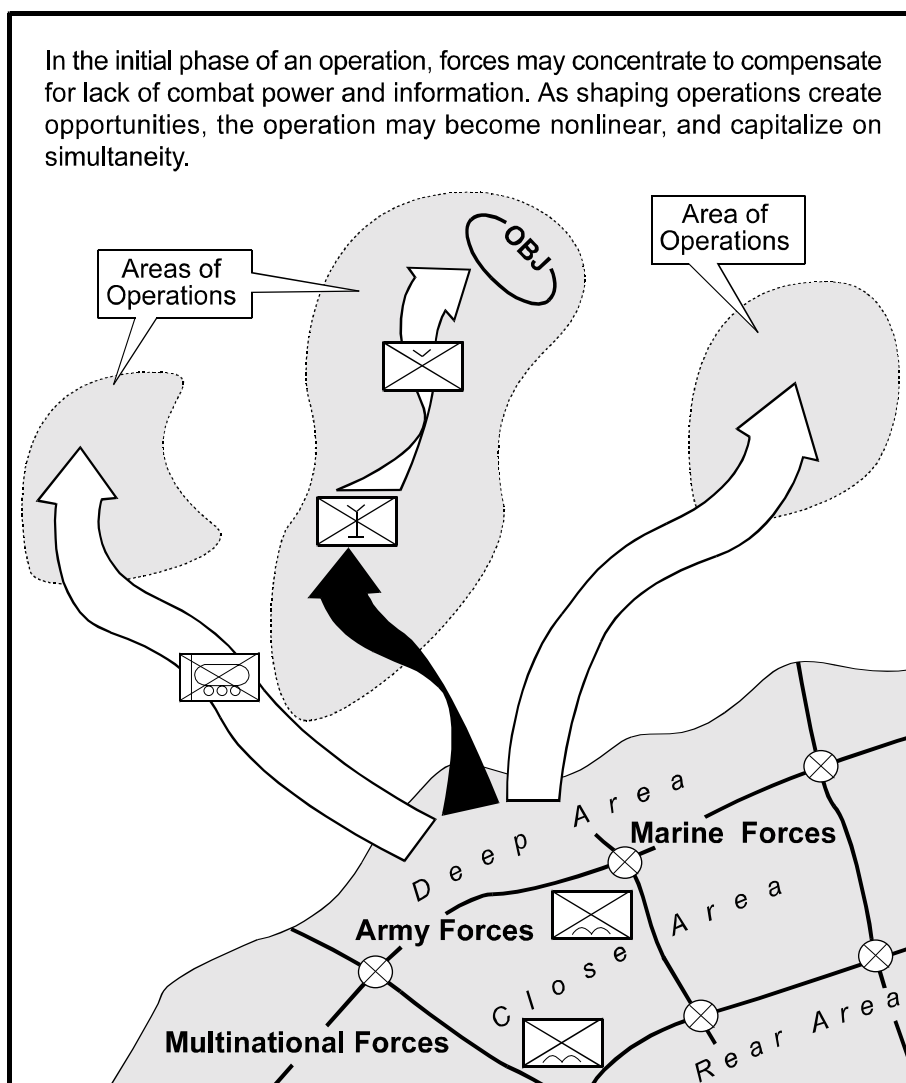 In the initial phase of an operation, forces may concentrate to compensate
for lack of combat power and information. As shaping operations create
opportunities, the operation may become nonlinear, and capitalize on
simultaneity.
Area of
Operations
OBJ
Areas of
Operations
Deep Area
Marine Forces
Army Forces
Close Area
Rear Area
Multinational Forces